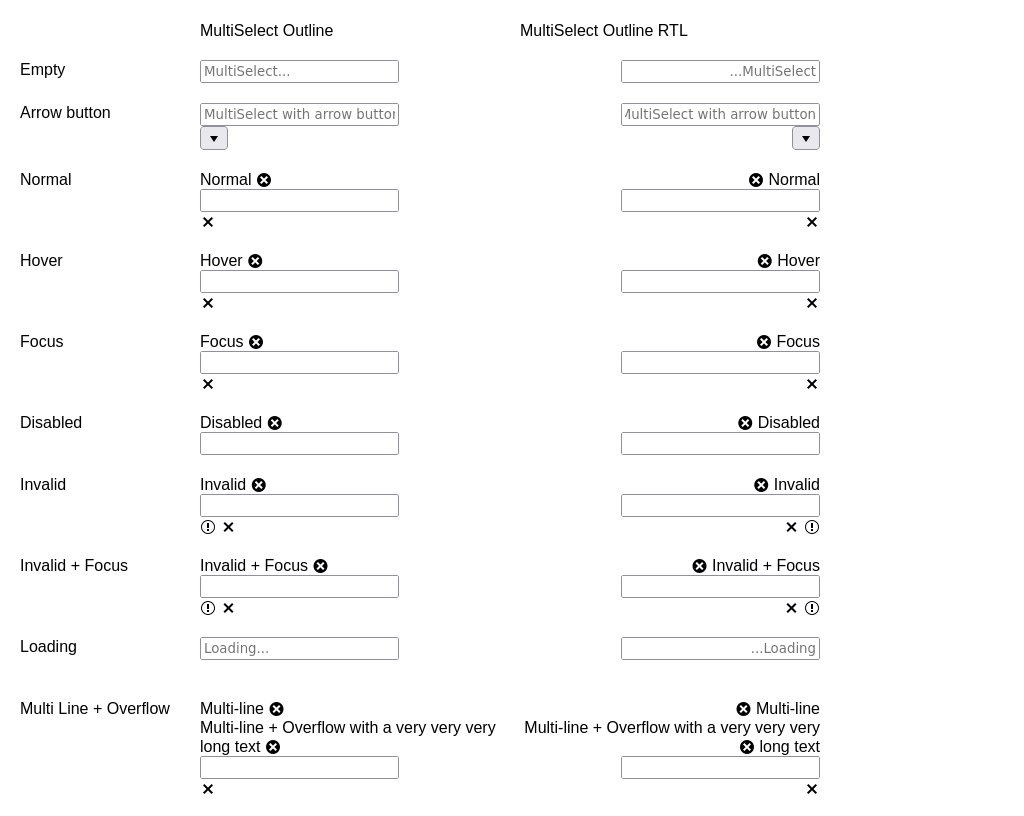 MultiSelect Outline MultiSelect Outline RTL
Empty MultiSelect... ...MultiSelect
Arrow button MultiSelect with arrow button MultiSelect with arrow button
Normal Normal Normal
Hover Hover Hover
Focus Focus Focus
Disabled Disabled Disabled
Invalid Invalid Invalid
Invalid + Focus Invalid + Focus Invalid + Focus
Loading Loading... ...Loading
Multi Line + Overflow Multi-line Multi-line
Multi-line + Overflow with a very very very Multi-line + Overflow with a very very very
long text long text